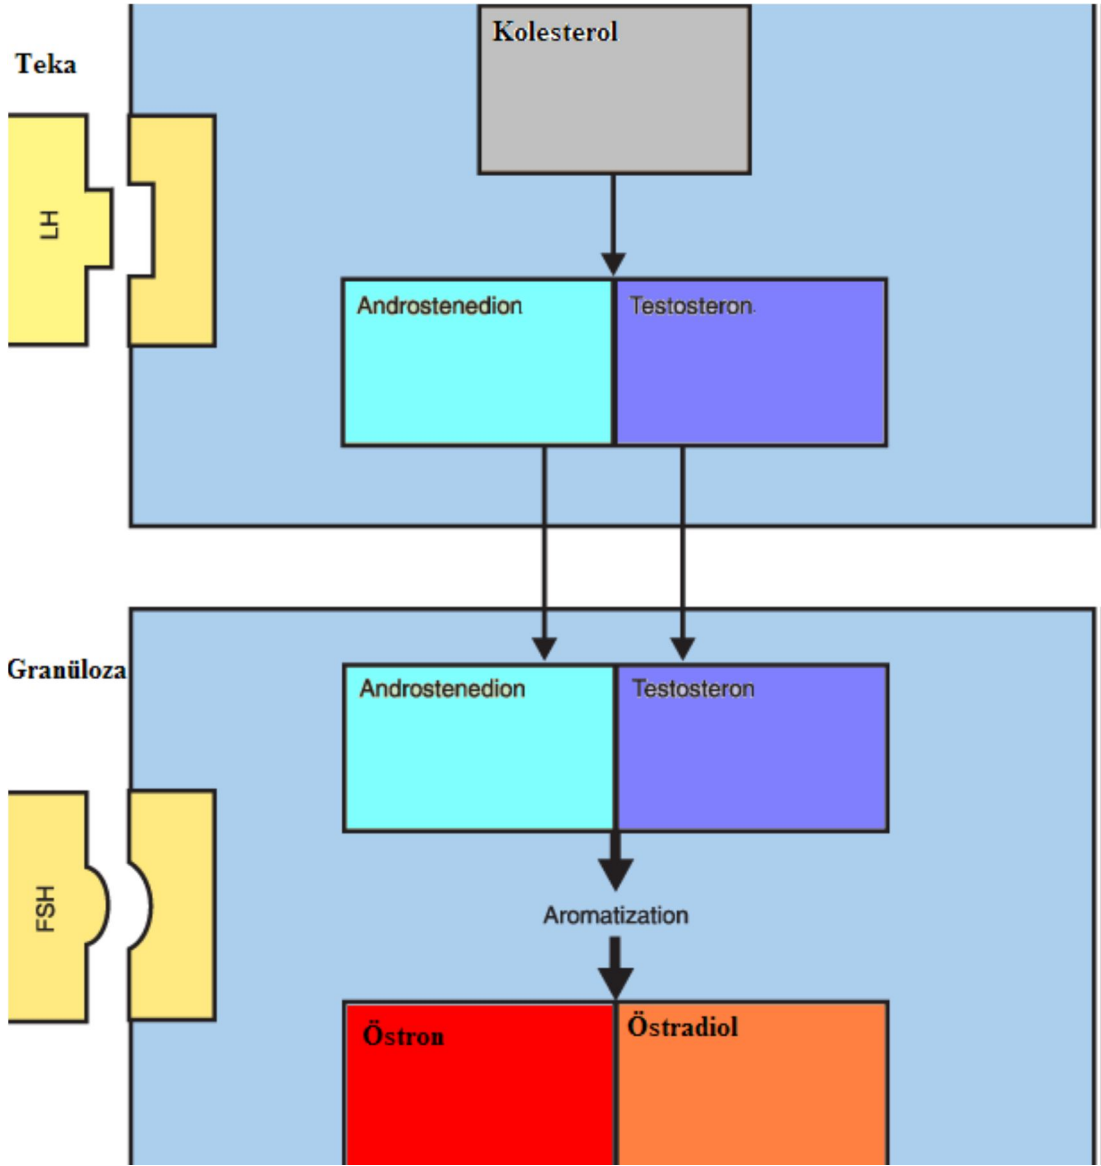 Kolesterol
Teka
LH
Androstenedion
Testosteron
Granüloza
Androstenedion
Testosteron
FSH
Aromatization
Östron
Östradiol